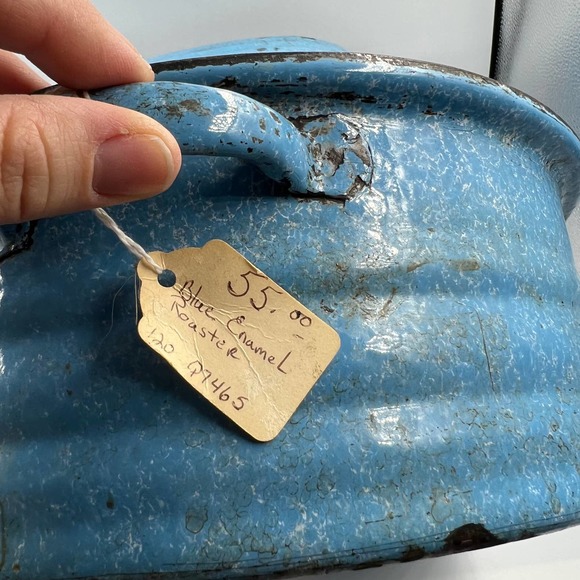 55.00
Blue Enamel
Roaster
120 Q7465